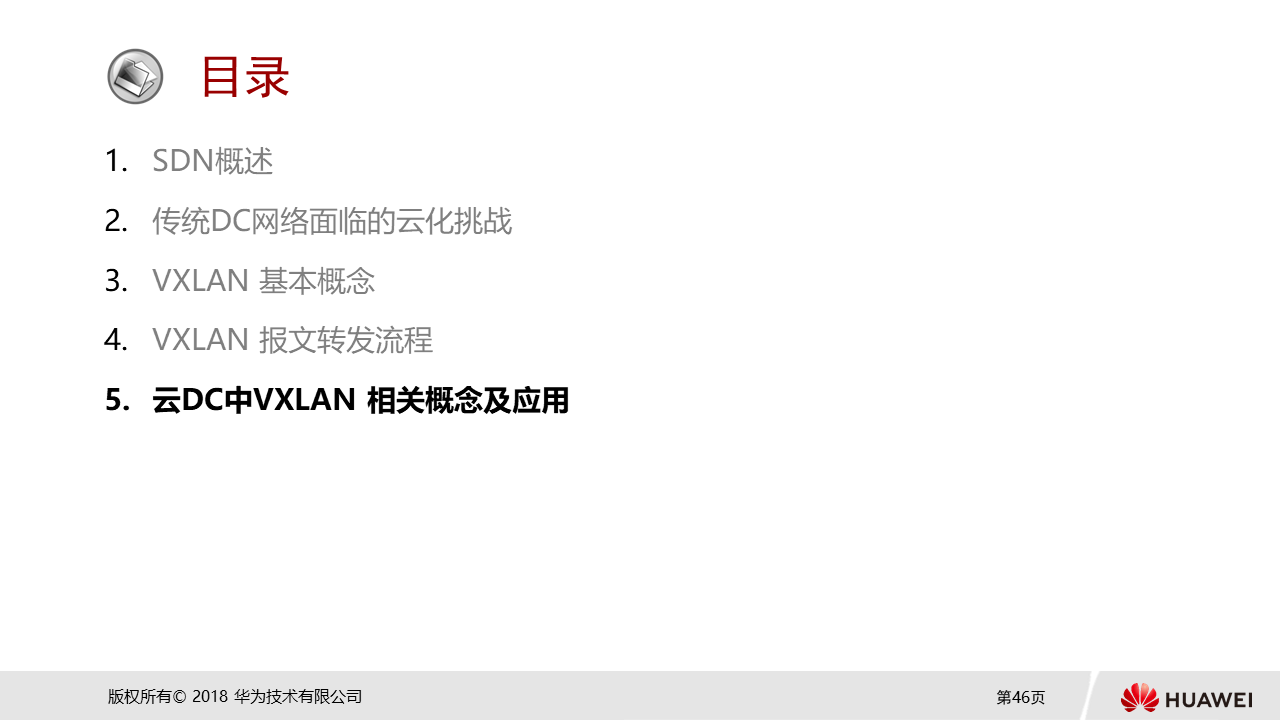 目录
1. SDN概述
2. 传统DC网络面临的云化挑战
3. VXLAN 基本概念
4. VXLAN 报文转发流程
5. 云DC中VXLAN 相关概念及应用
版权所有© 2018 华为技术有限公司
第46页
HUAWEI